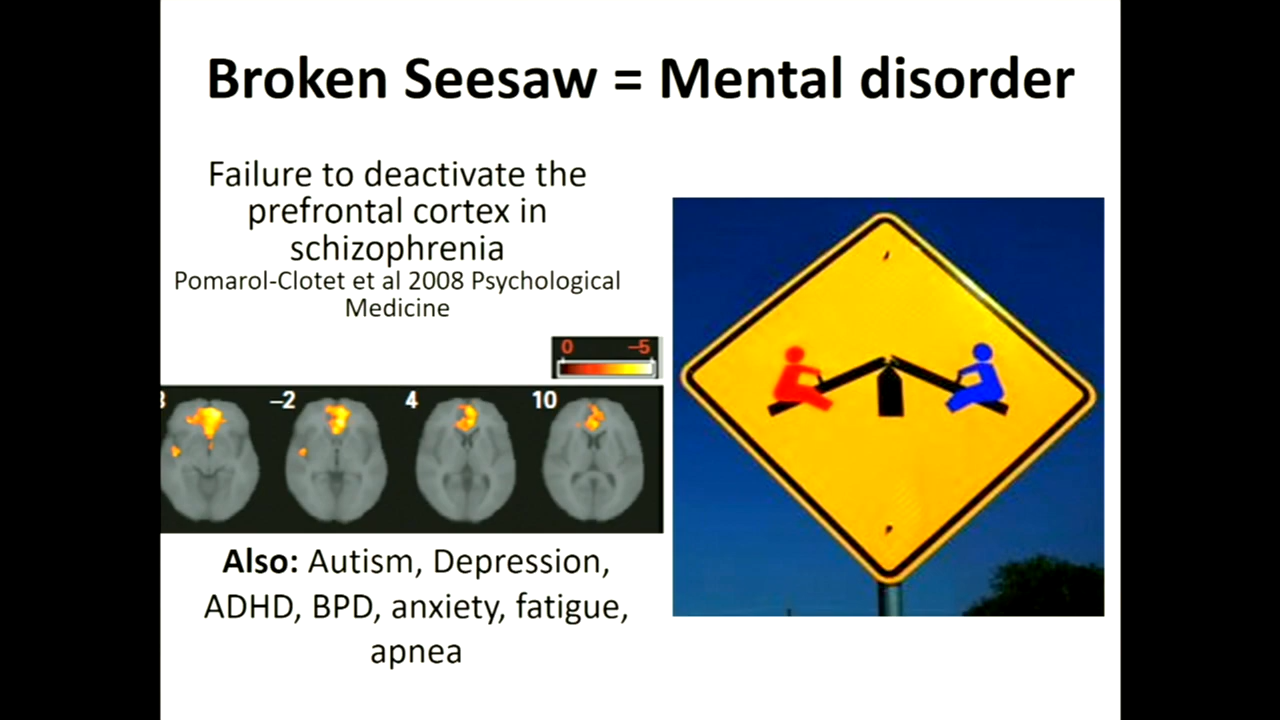 Broken Seesaw = Mental disorder
Failure to deactivate the
prefrontal cortex in
schizophrenia
Pomarol-Clotet et al 2008 Psychological
Medicine
0 −5
−2 4 10
Also: Autism, Depression,
ADHD, BPD, anxiety, fatigue,
apnea